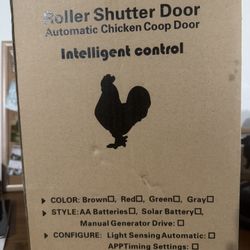 Roller Shutter Door
Automatic Chicken Coop Door
Intelligent control
▶ COLOR: Brown☐, Red☐, Green☐, Gray☐
▶ STYLE: AA Batteries☐, Solar Battery☐,
Manual Generator Drive: ☐
▶ CONFIGURE: Light Sensing Automatic: ☐
APPTiming Settings: ☐